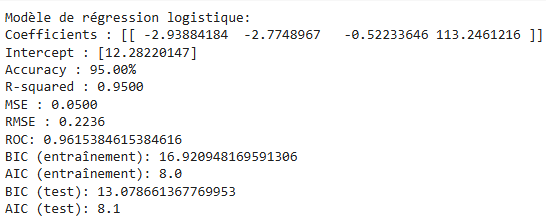 Modèle de régression logistique:
Coefficients : [[ -2.93884184  -2.7748967   -0.52233646 113.2461216 ]]
Intercept : [12.28220147]
Accuracy : 95.00%
R-squared : 0.9500
MSE : 0.0500
RMSE : 0.2236
ROC: 0.9615384615384616
BIC (entraînement): 16.920948169591306
AIC (entraînement): 8.0
BIC (test): 13.078661367769953
AIC (test): 8.1